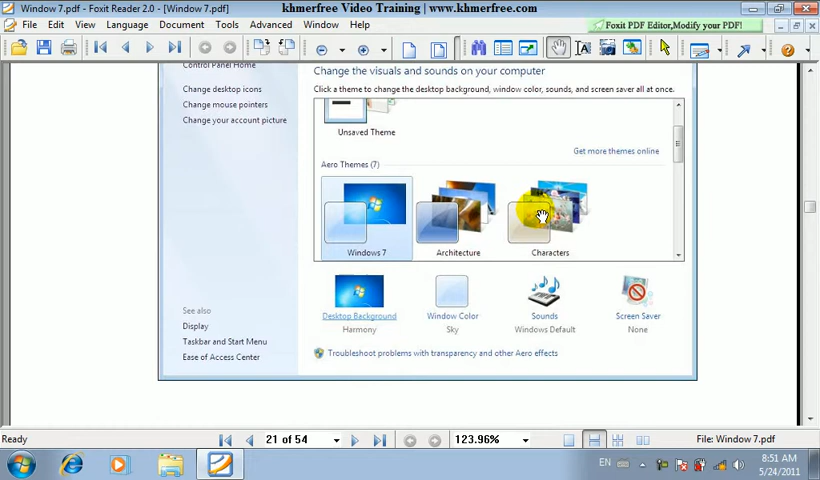 Window 7.pdf - Foxit Reader 2.0 - [Window 7.pdf]
khmerfree Video Training | www.khmerfree.com
File Edit View Language Document Tools Advanced Window Help
Foxit PDF Editor,Modify your PDF!
Control Panel Home
Change desktop icons
Change mouse pointers
Change your account picture
See also
Display
Taskbar and Start Menu
Ease of Access Center
Change the visuals and sounds on your computer
Click a theme to change the desktop background, window color, sounds, and screen saver all at once.
Unsaved Theme
Get more themes online
Aero Themes (7)
Windows 7 Architecture Characters
Desktop Background Window Color Sounds Screen Saver
Harmony Sky Windows Default None
Troubleshoot problems with transparency and other Aero effects
Ready 21 of 54 123.96% File: Window 7.pdf
EN 8:51 AM
5/24/2011